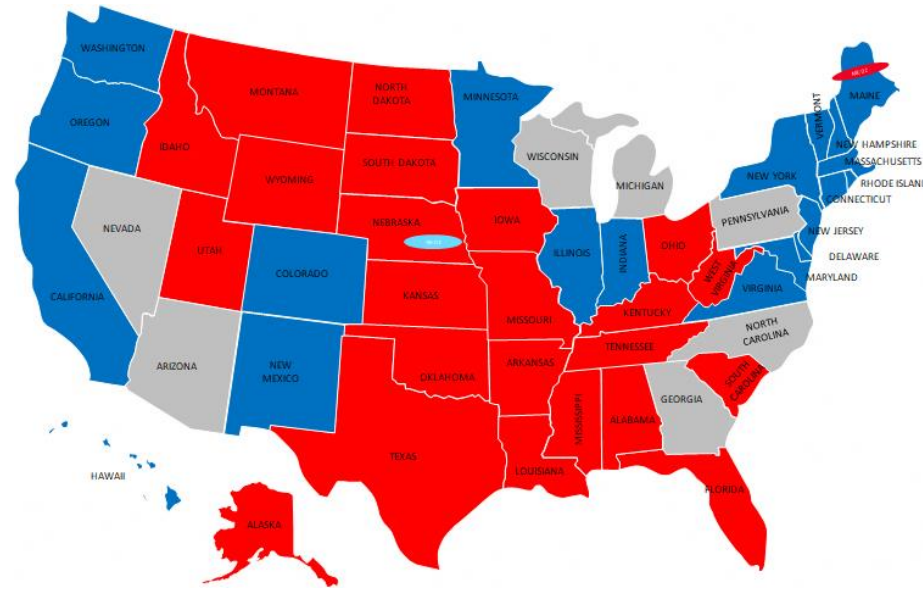 WASHINGTON
OREGON
CALIFORNIA
NEVADA
IDAHO
MONTANA
WYOMING
UTAH
ARIZONA
COLORADO
NEW
MEXICO
NORTH
DAKOTA
SOUTH DAKOTA
NEBRASKA
KANSAS
OKLAHOMA
TEXAS
MINNESOTA
IOWA
MISSOURI
ARKANSAS
LOUISIANA
WISCONSIN
ILLINOIS
MICHIGAN
INDIANA
OHIO
KENTUCKY
TENNESSEE
MISSISSIPPI
ALABAMA
GEORGIA
FLORIDA
SOUTH
CAROLINA
NORTH
CAROLINA
VIRGINIA
WEST
VIRGINIA
PENNSYLVANIA
NEW YORK
VERMONT
MAINE
NEW HAMPSHIRE
MASSACHUSETTS
RHODE ISLAND
CONNECTICUT
NEW JERSEY
DELAWARE
MARYLAND
HAWAII
ALASKA